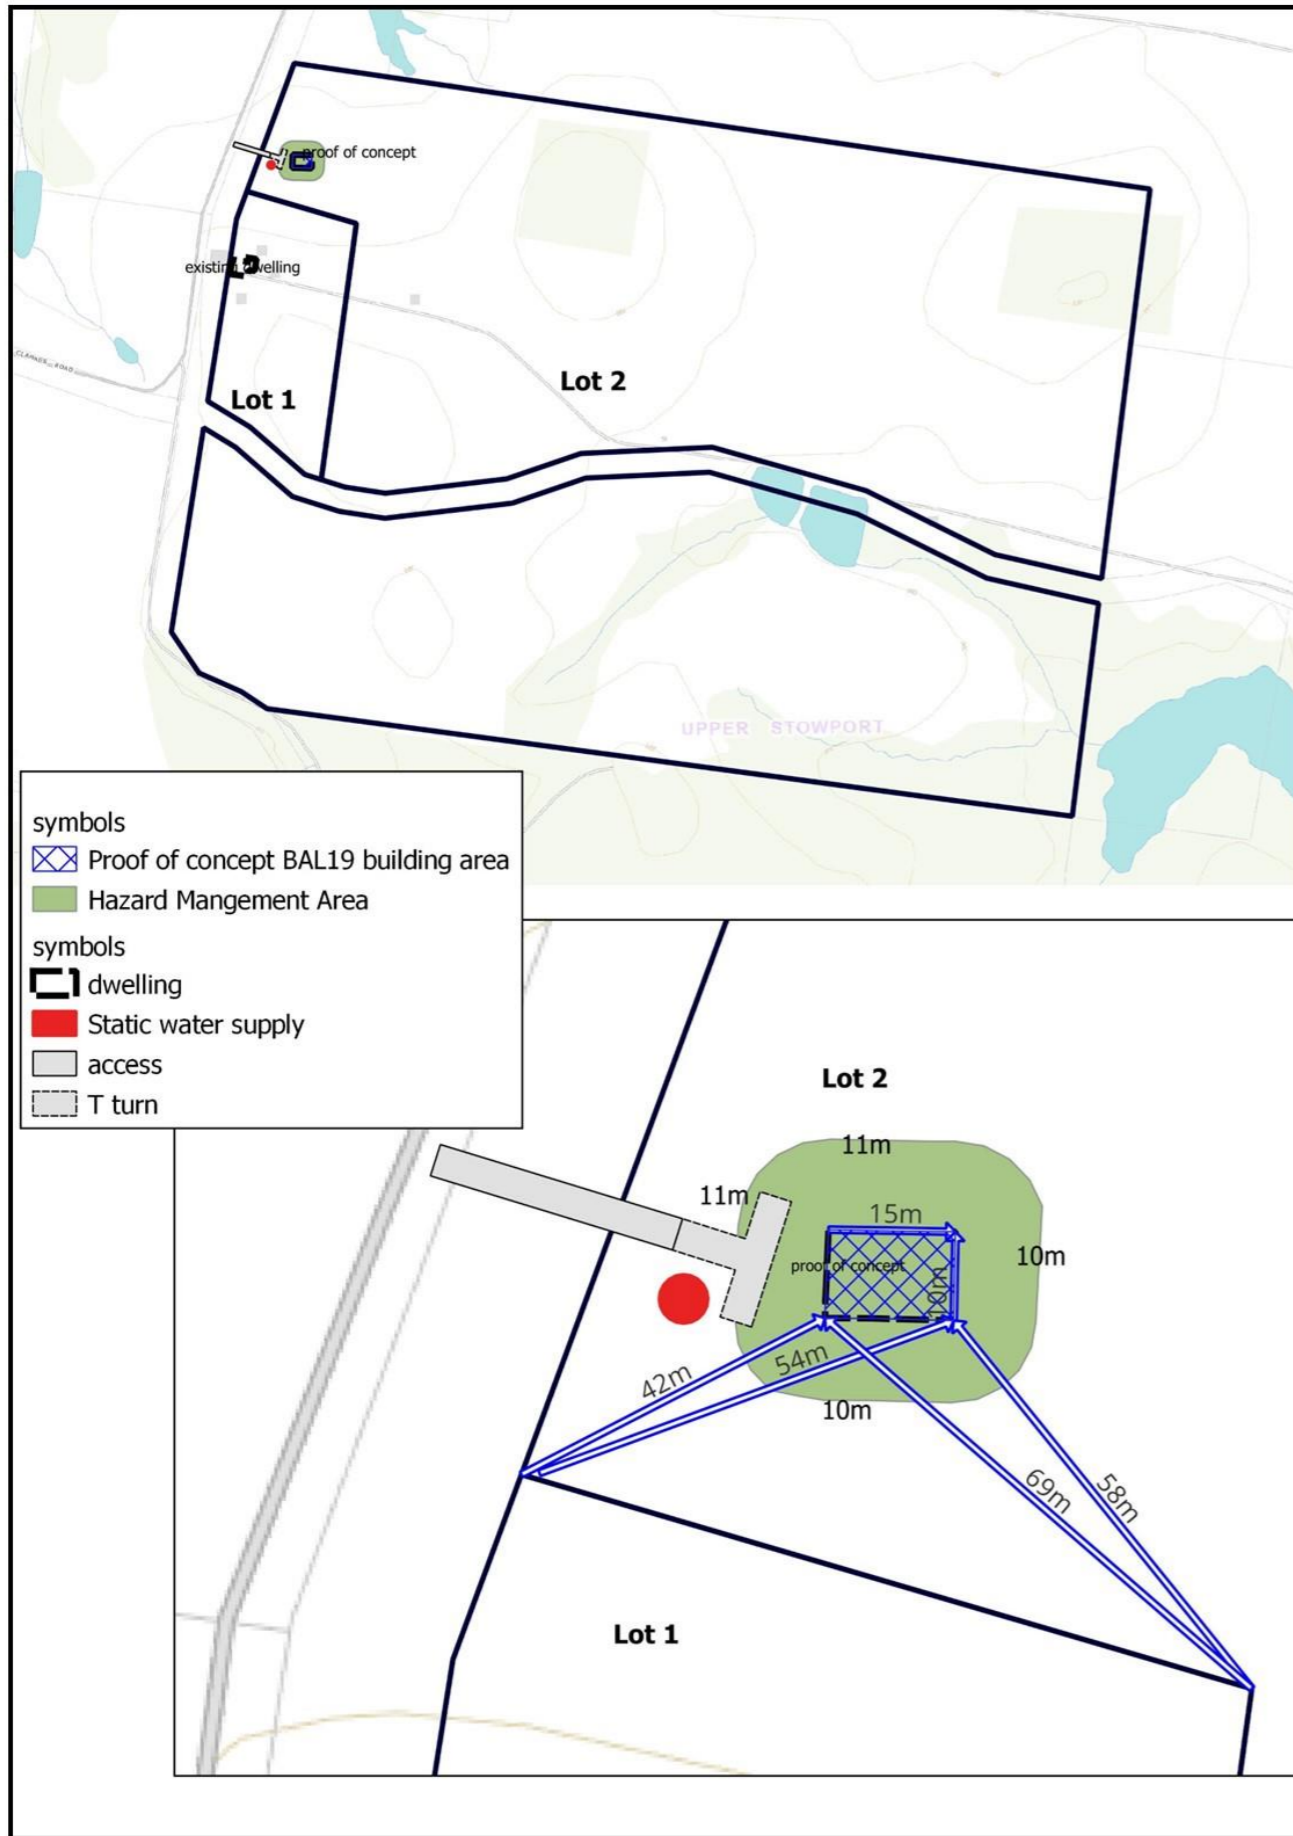 proof of concept
existing dwelling
CLARKES ROAD
Lot 1
Lot 2
UPPER STOWPORT
symbols
Proof of concept BAL19 building area
Hazard Mangement Area
symbols
dwelling
Static water supply
access
T turn
Lot 2
11m
11m
15m
10m
proof of concept
10m
42m
54m
10m
69m
58m
Lot 1